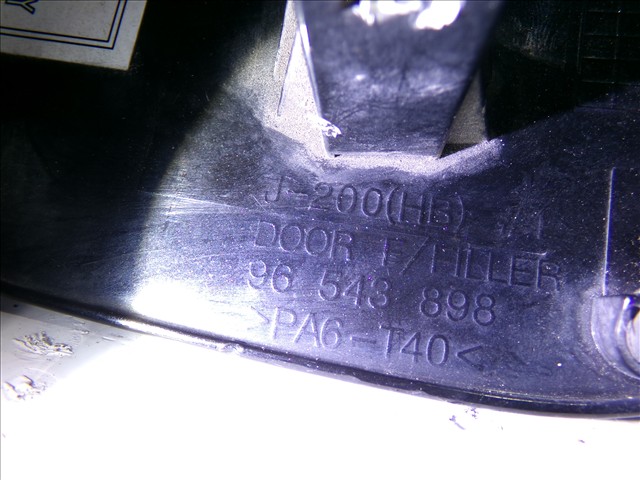 J-200(HB)
DOOR F/FILLER
96 543 898
>PA6-T40<